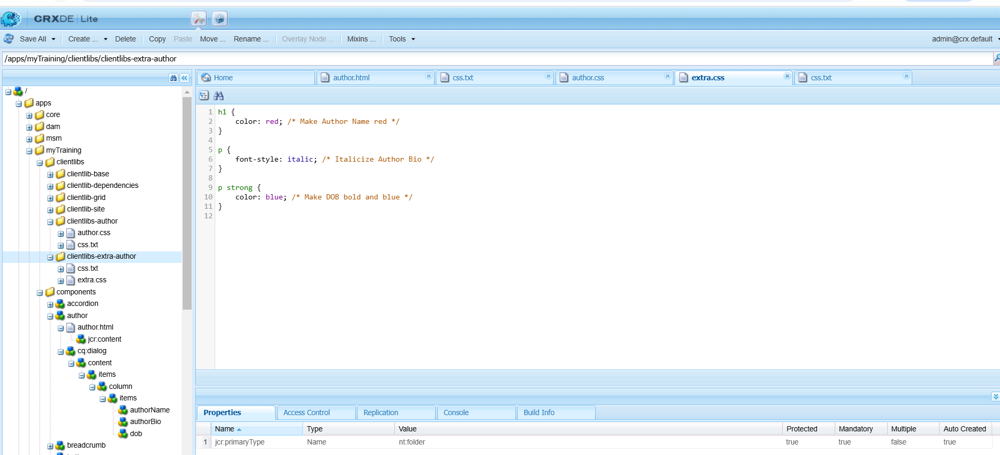 CRXDE | Lite
Save All Create ... Delete Copy Paste Move ... Rename ... Overlay Node ... Mixins ... Tools admin@crx.default
/apps/myTraining/clientlibs/clientlibs-extra-author
/
apps
core
dam
msm
myTraining
clientlibs
clientlib-base
clientlib-dependencies
clientlib-grid
clientlib-site
clientlibs-author
author.css
css.txt
clientlibs-extra-author
css.txt
extra.css
components
accordion
author
author.html
jcr:content
cq:dialog
content
items
column
items
authorName
authorBio
dob
breadcrumb
Home author.html css.txt author.css extra.css css.txt
1 h1 {
2 color: red; /* Make Author Name red */
3 }
4
5 p {
6 font-style: italic; /* Italicize Author Bio */
7 }
8
9 p strong {
10 color: blue; /* Make DOB bold and blue */
11 }
12
Properties Access Control Replication Console Build Info
Name Type Value Protected Mandatory Multiple Auto Created
1 jcr:primaryType Name nt:folder true true false true